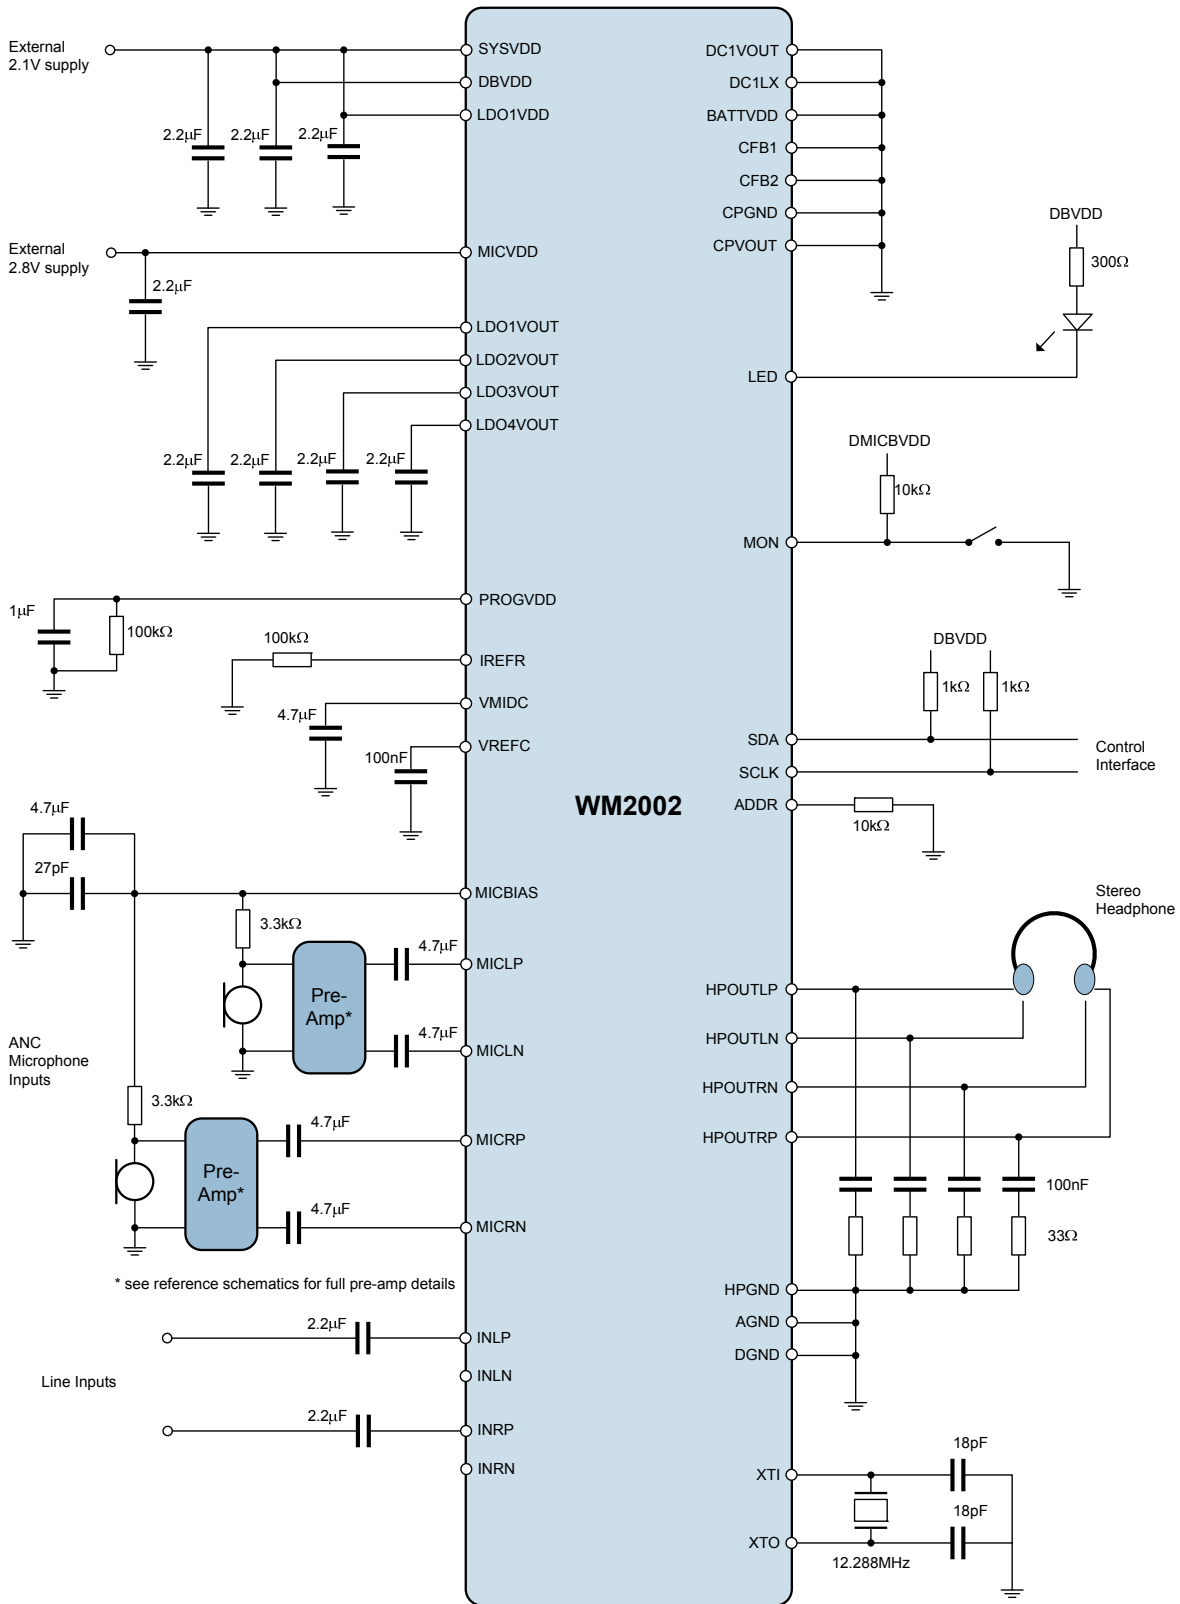 External
2.1V supply
SYSVDD
DBVDD
LDO1VDD
2.2μF
2.2μF
2.2μF
External
2.8V supply
MICVDD
2.2μF
LDO1VOUT
LDO2VOUT
LDO3VOUT
LDO4VOUT
2.2μF
2.2μF
2.2μF
2.2μF
PROGVDD
1μF
100kΩ
100kΩ
IREFR
VMIDC
4.7μF
VREFC
100nF
4.7μF
27pF
MICBIAS
3.3kΩ
4.7μF
MICLP
Pre-
Amp*
4.7μF
MICLN
ANC
Microphone
Inputs
3.3kΩ
4.7μF
MICRP
Pre-
Amp*
4.7μF
MICRN
* see reference schematics for full pre-amp details
2.2μF
INLP
INLN
Line Inputs
2.2μF
INRP
INRN
WM2002
DC1VOUT
DC1LX
BATTVDD
CFB1
CFB2
CPGND
CPVOUT
DBVDD
300Ω
LED
DMICBVDD
10kΩ
MON
DBVDD
1kΩ
1kΩ
SDA
SCLK
Control
Interface
ADDR
10kΩ
Stereo
Headphone
HPOUTLP
HPOUTLN
HPOUTRN
HPOUTRP
100nF
33Ω
HPGND
AGND
DGND
18pF
XTI
18pF
XTO
12.288MHz